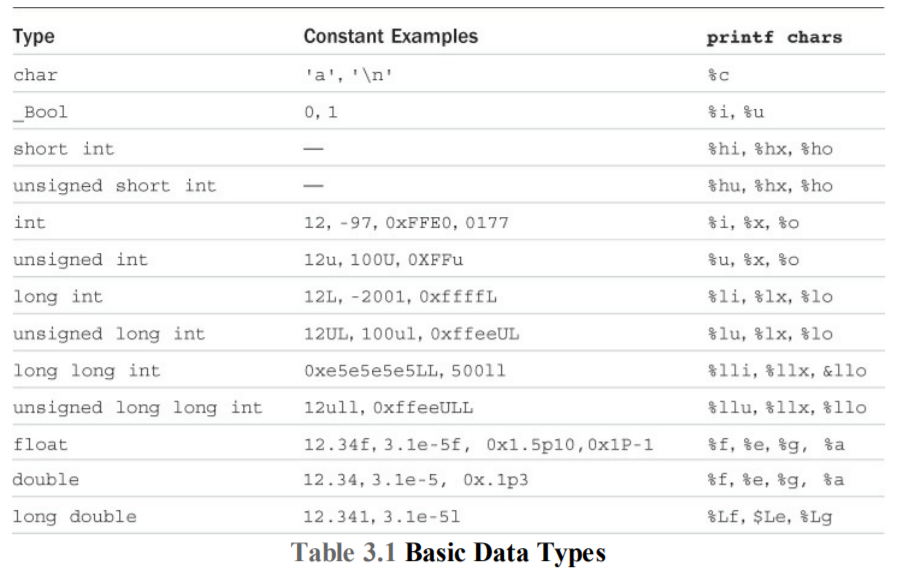 Type Constant Examples printf chars
char 'a', '\n' %c
_Bool 0, 1 %i, %u
short int — %hi, %hx, %ho
unsigned short int — %hu, %hx, %ho
int 12, -97, 0xFFE0, 0177 %i, %x, %o
unsigned int 12u, 100U, 0XFFu %u, %x, %o
long int 12L, -2001, 0xffffL %li, %lx, %lo
unsigned long int 12UL, 100ul, 0xffeeUL %lu, %lx, %lo
long long int 0xe5e5e5e5LL, 500ll %lli, %llx, &llo
unsigned long long int 12ull, 0xffeeULL %llu, %llx, %llo
float 12.34f, 3.1e-5f, 0x1.5p10, 0x1P-1 %f, %e, %g, %a
double 12.34, 3.1e-5, 0x.1p3 %f, %e, %g, %a
long double 12.341, 3.1e-5l %Lf, $Le, %Lg
Table 3.1 Basic Data Types